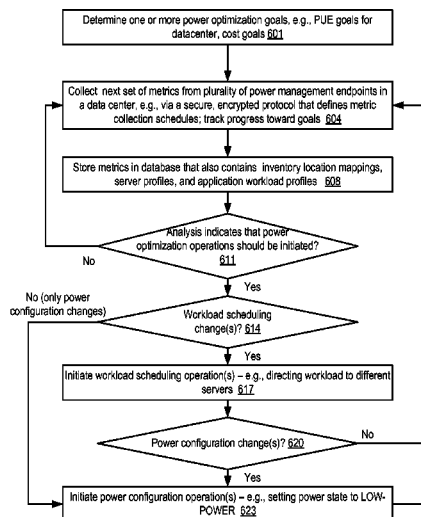 Determine one or more power optimization goals, e.g., PUE goals for
datacenter, cost goals 601
Collect next set of metrics from plurality of power management endpoints in
a data center, e.g., via a secure, encrypted protocol that defines metric
collection schedules; track progress toward goals 604
Store metrics in database that also contains inventory location mappings,
server profiles, and application workload profiles 608
Analysis indicates that power
optimization operations should be initiated?
611
No
Yes
No (only power
configuration changes)
Workload scheduling
change(s)? 614
Yes
Initiate workload scheduling operation(s) – e.g., directing workload to different
servers 617
Power configuration change(s)? 620
No
Yes
Initiate power configuration operation(s) – e.g., setting power state to LOW-
POWER 623